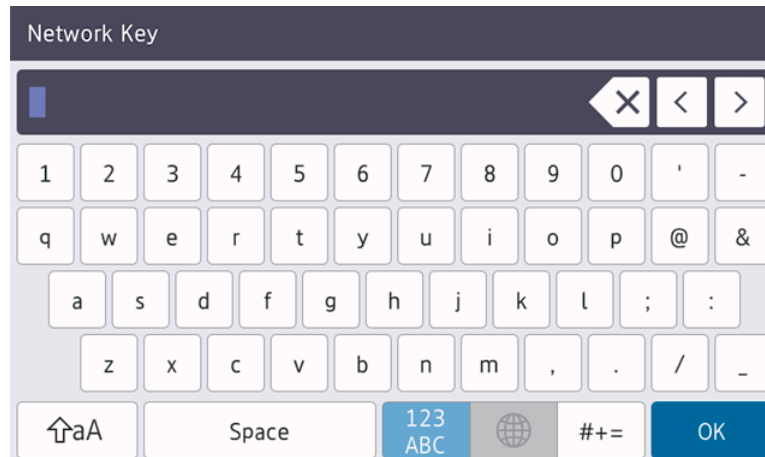 Network Key
1 2 3 4 5 6 7 8 9 0 ' -
q w e r t y u i o p @ &
a s d f g h j k l ; :
z x c v b n m , . / _
aA Space 123 ABC #+= OK